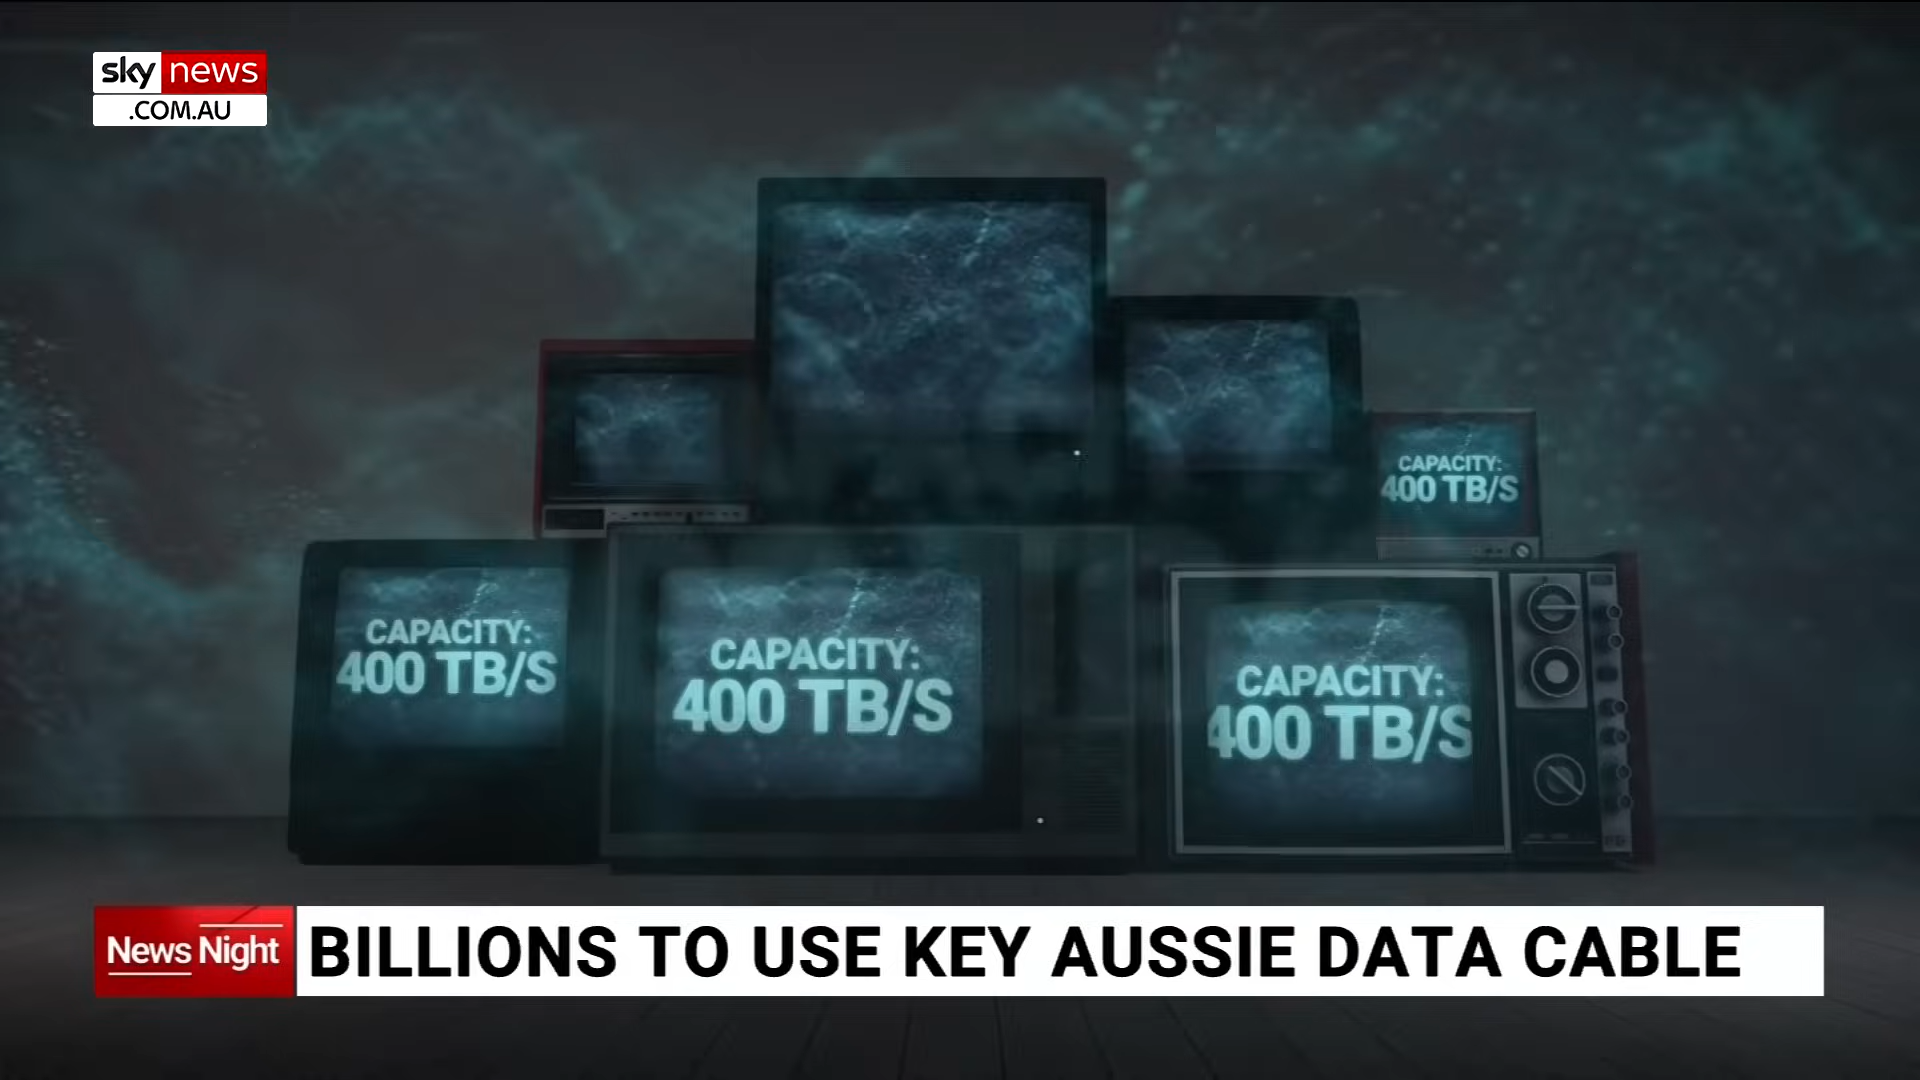 sky news
.COM.AU
CAPACITY:
400 TB/S
CAPACITY:
400 TB/S
CAPACITY:
400 TB/S
CAPACITY:
400 TB/S
News Night
BILLIONS TO USE KEY AUSSIE DATA CABLE